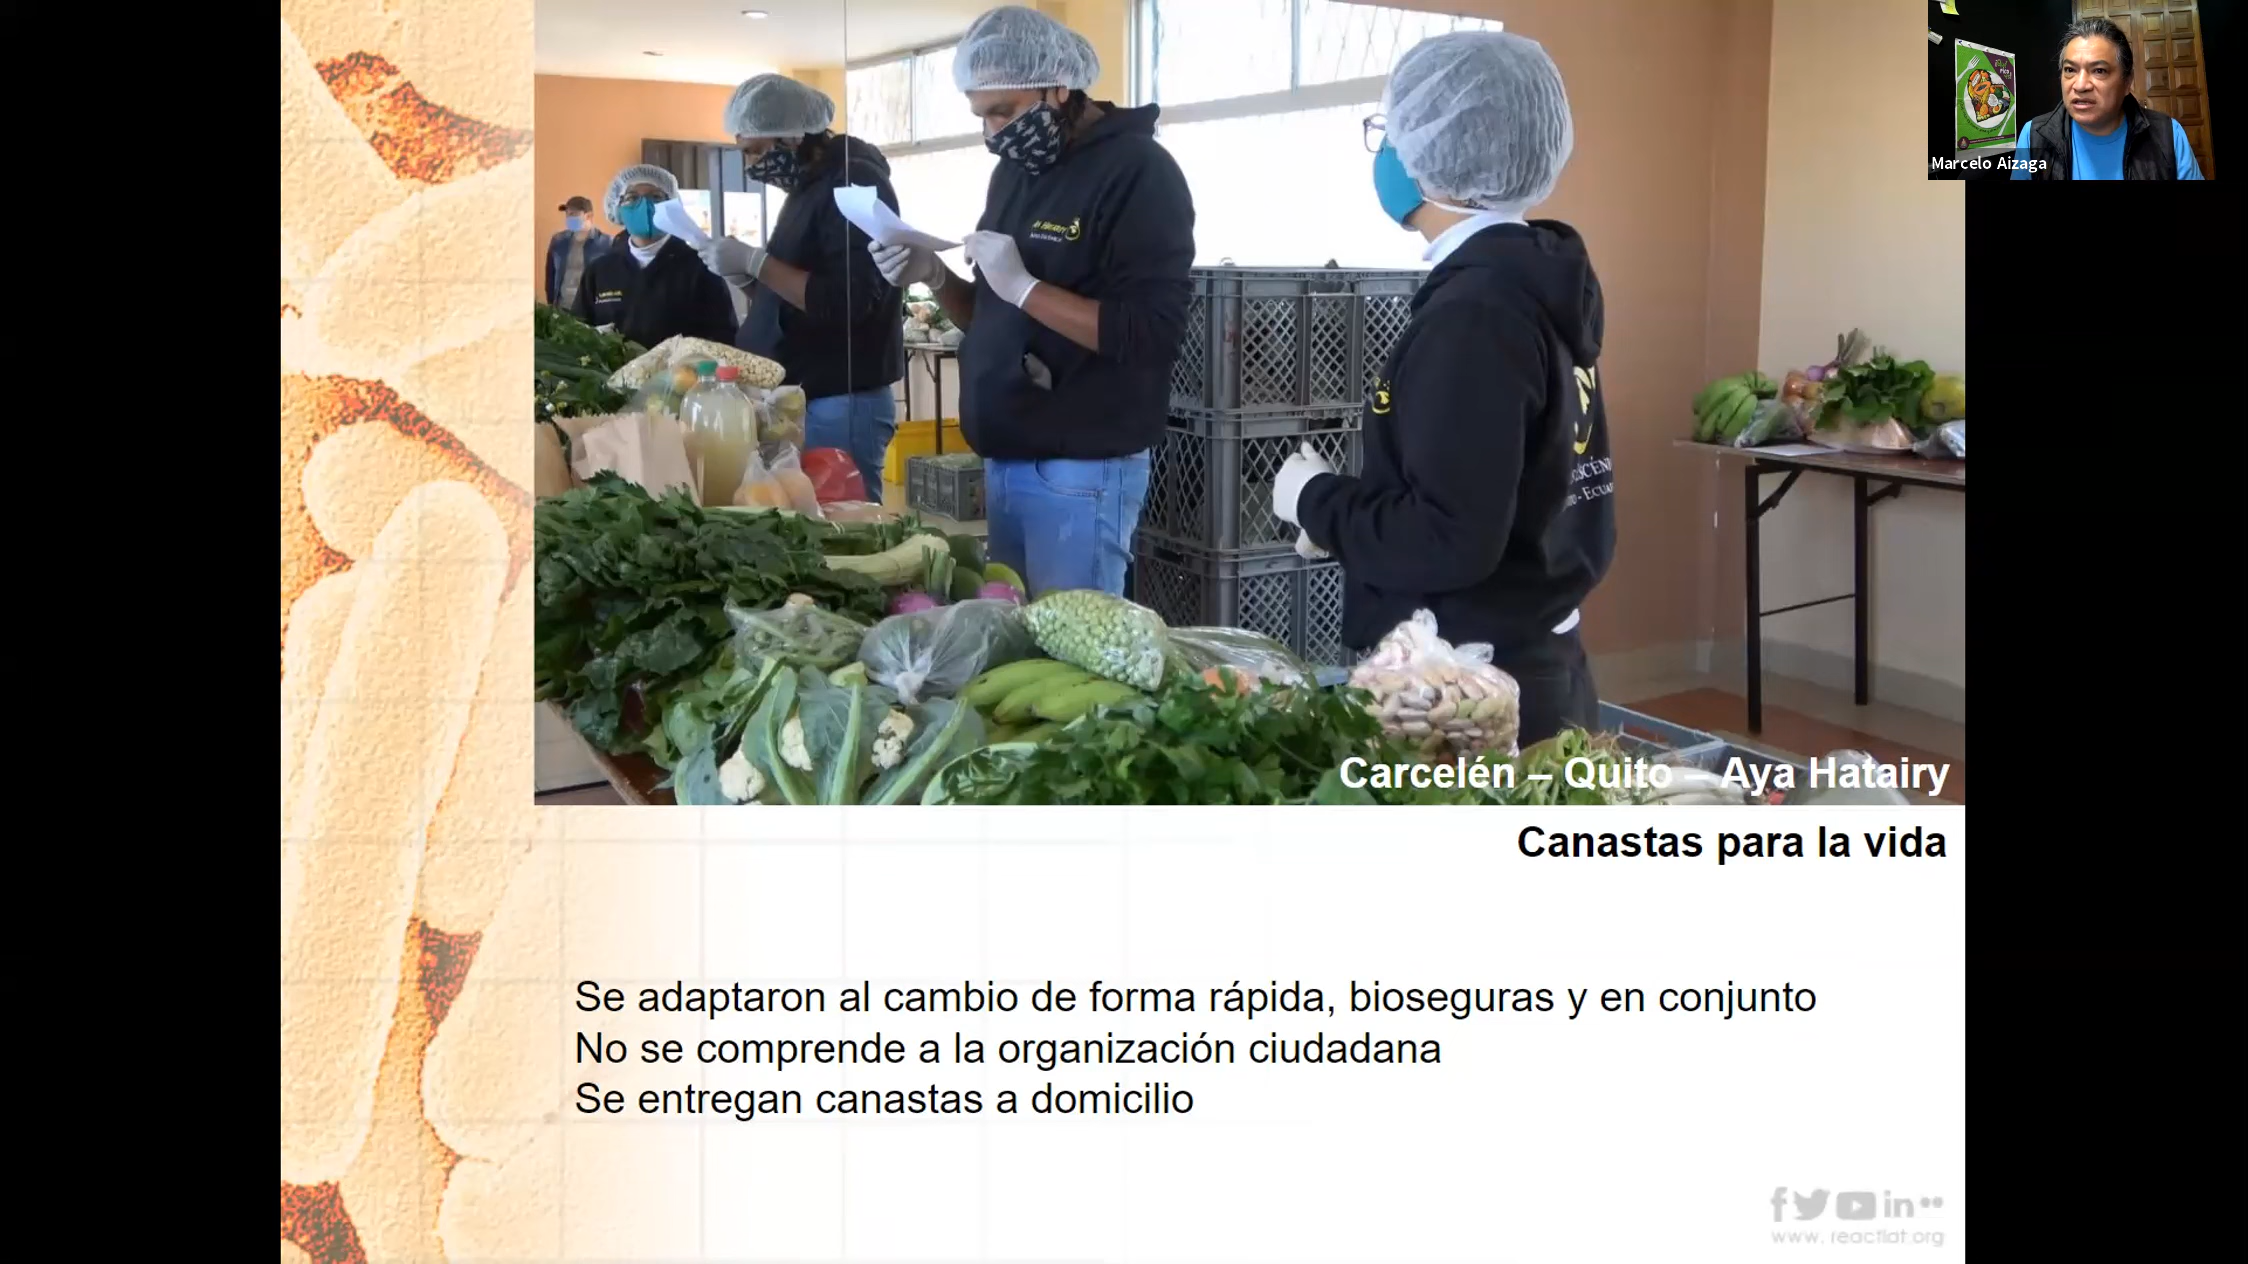 Marcelo Aizaga
Carcelén – Quito – Aya Hatairy
Canastas para la vida
Se adaptaron al cambio de forma rápida, bioseguras y en conjunto
No se comprende a la organización ciudadana
Se entregan canastas a domicilio
www.reactlat.org